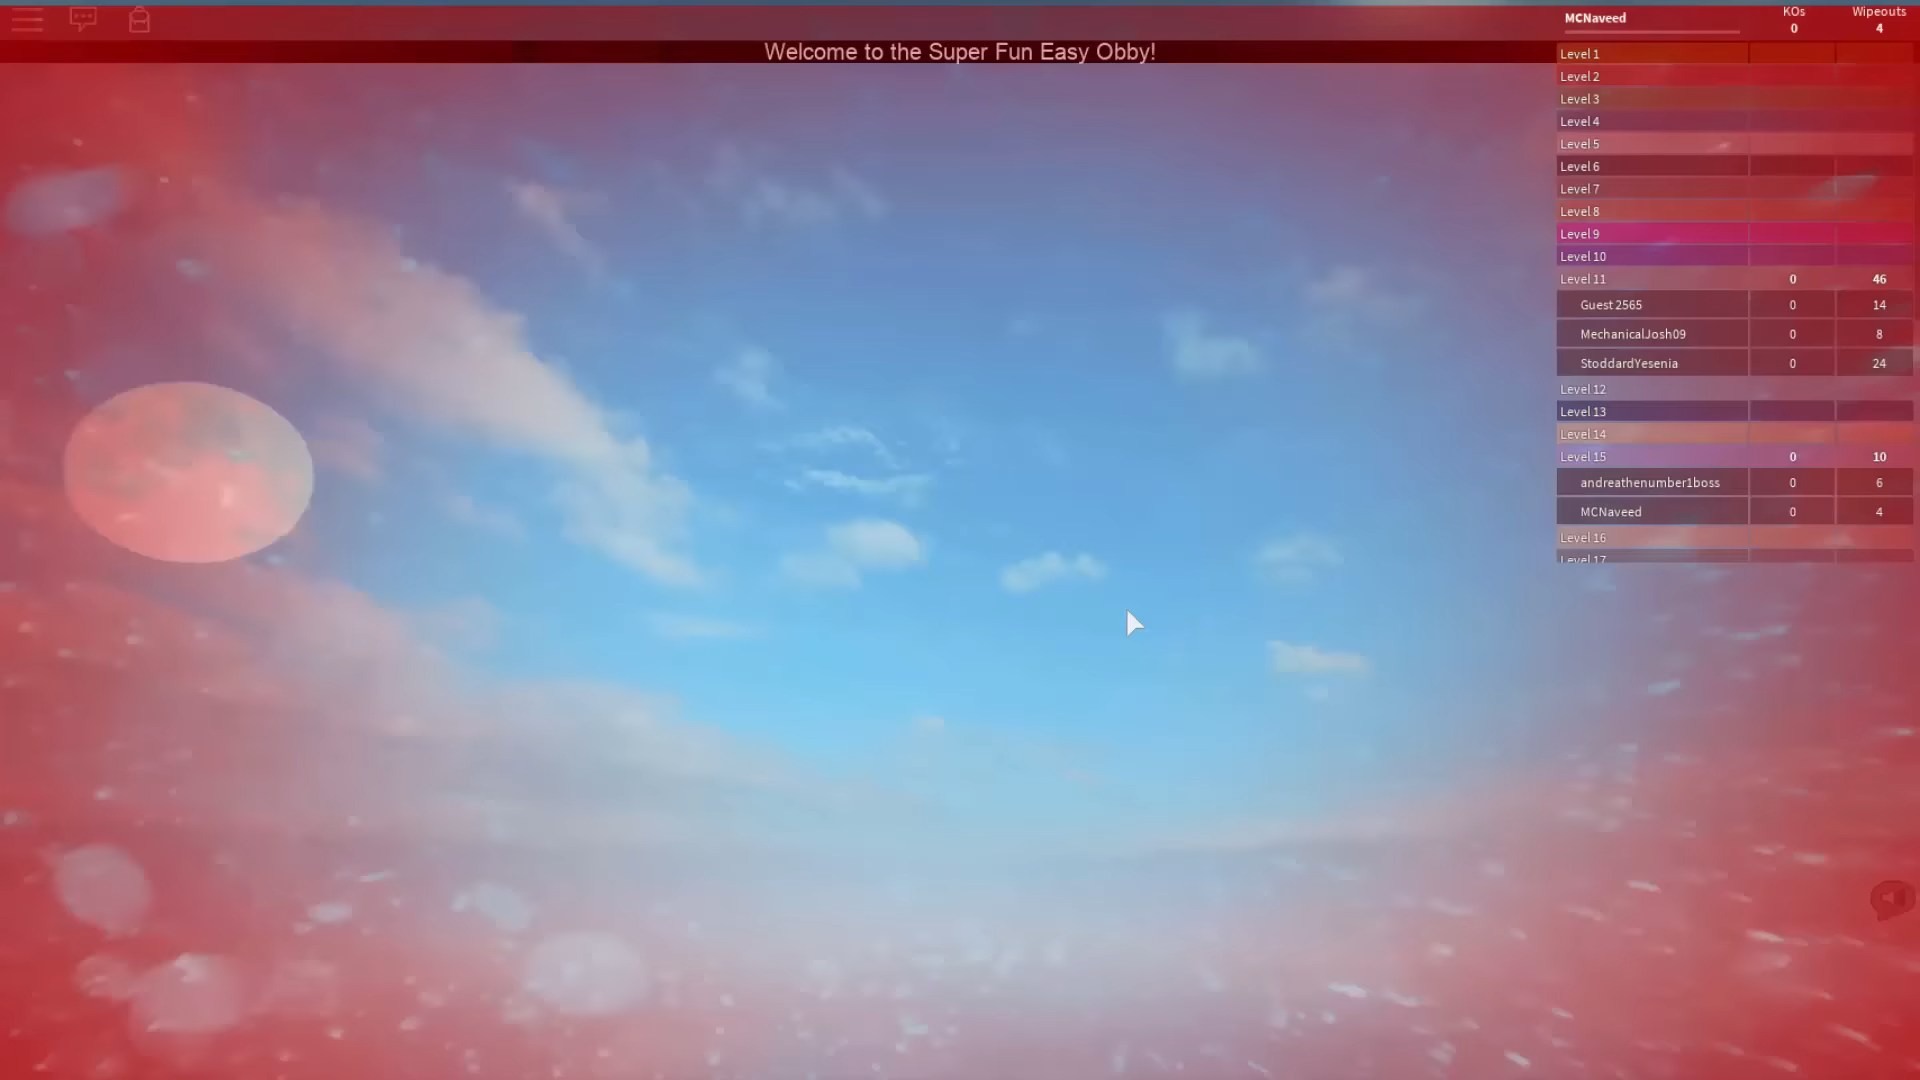 MCNaveed KOs Wipeouts
0 4
Welcome to the Super Fun Easy Obby!
Level 1
Level 2
Level 3
Level 4
Level 5
Level 6
Level 7
Level 8
Level 9
Level 10
Level 11 0 46
Guest 2565 0 14
MechanicalJosh09 0 8
StoddardYesenia 0 24
Level 12
Level 13
Level 14
Level 15 0 10
andreathenumber1boss 0 6
MCNaveed 0 4
Level 16
Level 17